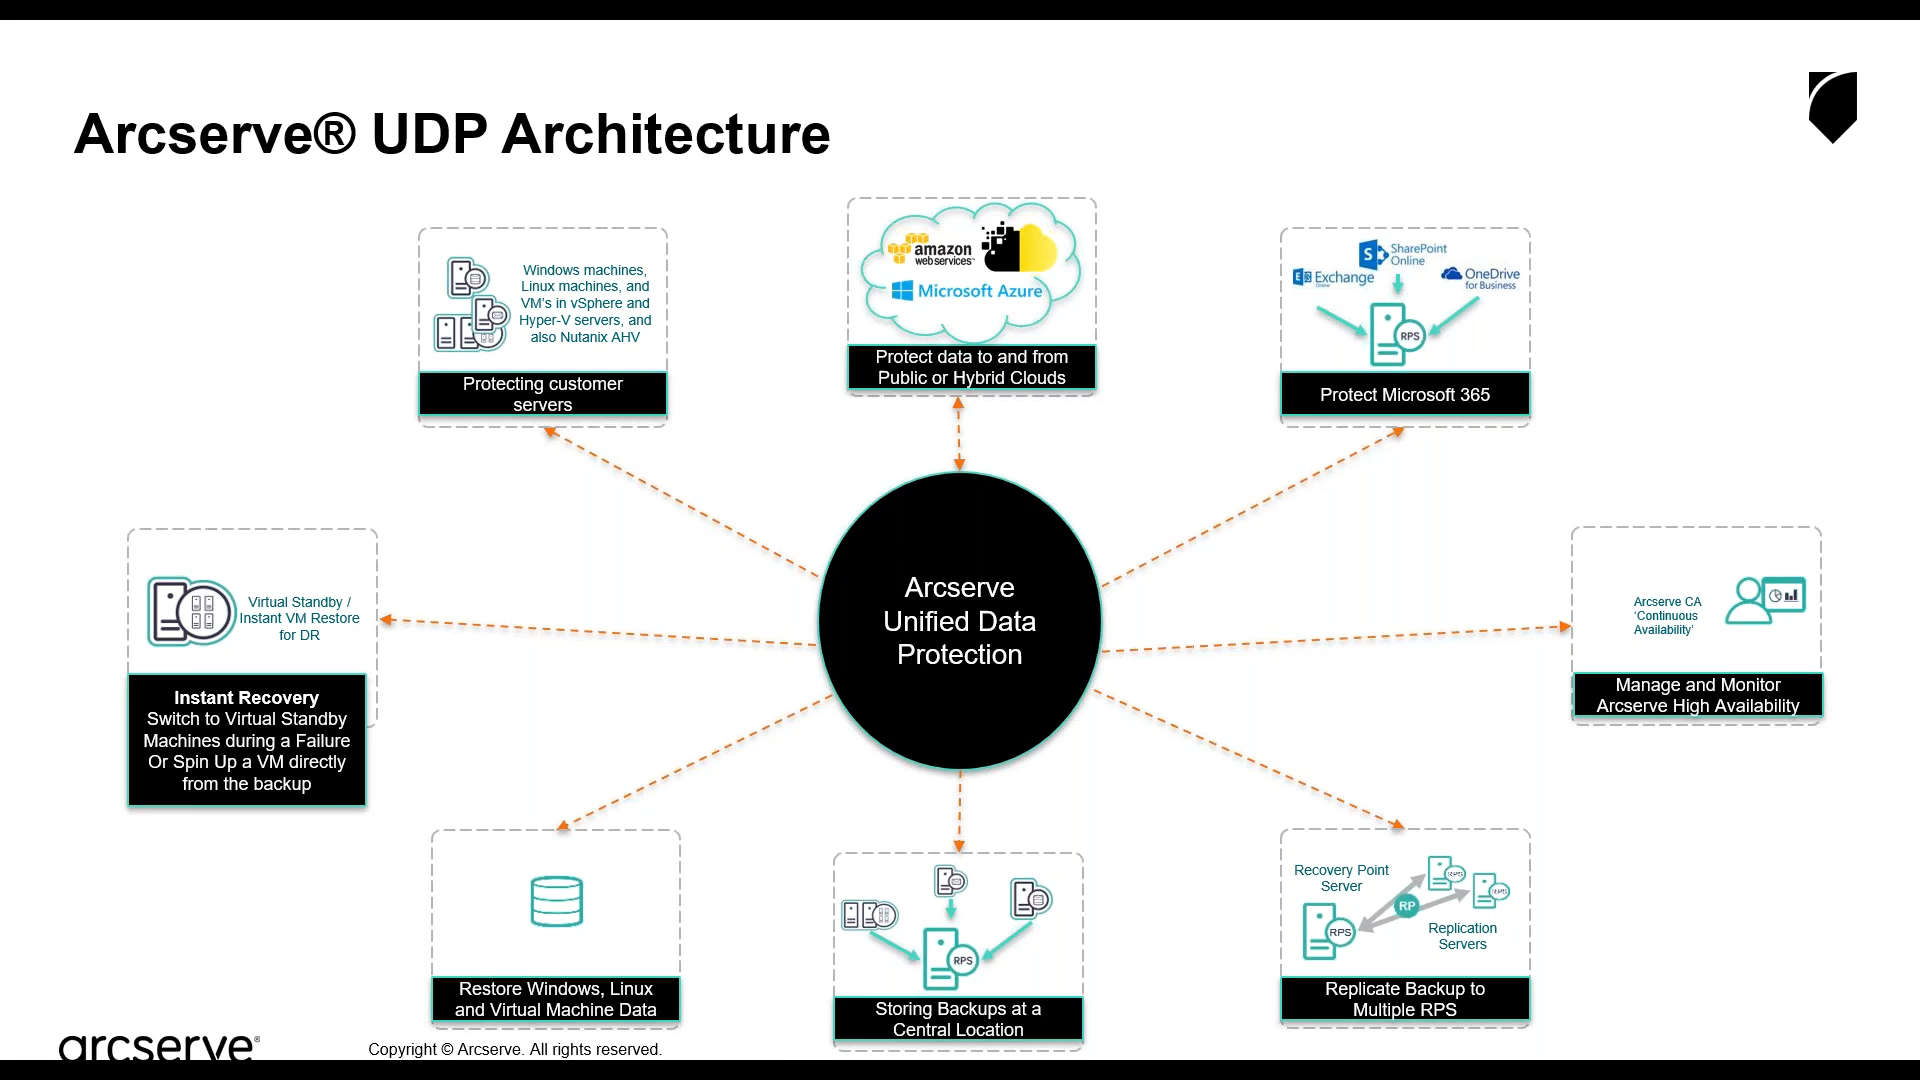 Arcserve® UDP Architecture
Windows machines,
Linux machines, and
VM's in vSphere and
Hyper-V servers, and
also Nutanix AHV
Protecting customer
servers
amazon
webservices™
Microsoft Azure
Protect data to and from
Public or Hybrid Clouds
SharePoint
Online
Exchange
Online
OneDrive
for Business
RPS
Protect Microsoft 365
Virtual Standby /
Instant VM Restore
for DR
Instant Recovery
Switch to Virtual Standby
Machines during a Failure
Or Spin Up a VM directly
from the backup
Arcserve
Unified Data
Protection
Arcserve CA
'Continuous
Availability'
Manage and Monitor
Arcserve High Availability
Restore Windows, Linux
and Virtual Machine Data
RPS
Storing Backups at a
Central Location
Recovery Point
Server
RPS
RPS
RP
RPS
Replication
Servers
Replicate Backup to
Multiple RPS
arcserve®
Copyright © Arcserve. All rights reserved.